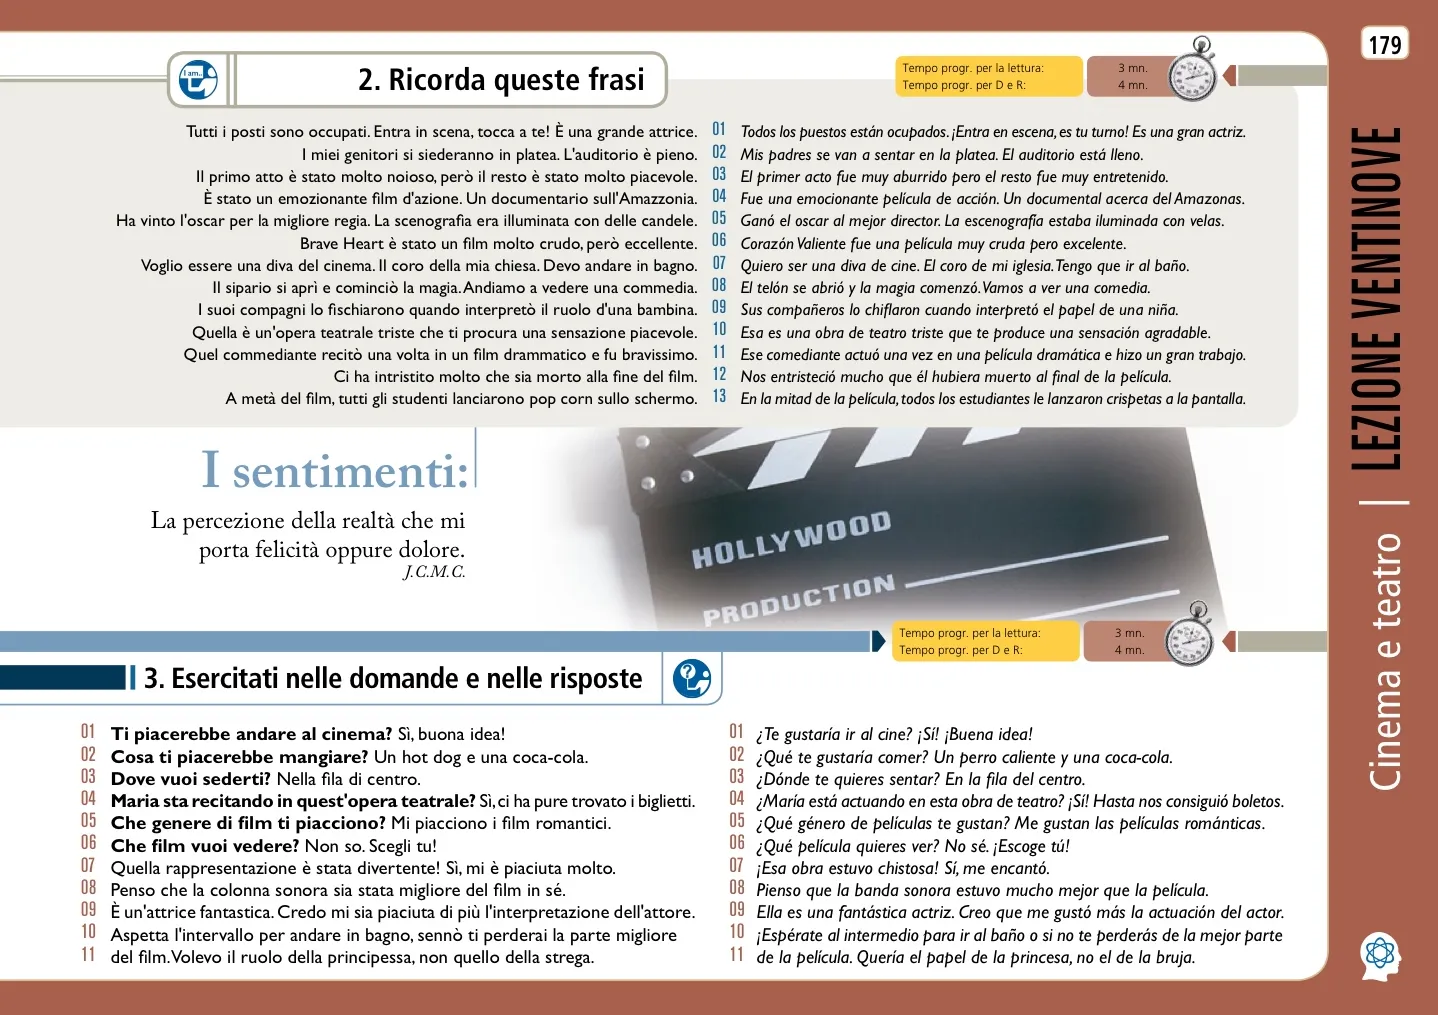 179
I am..
2. Ricorda queste frasi
Tempo progr. per la lettura: 3 mn.
Tempo progr. per D e R: 4 mn.
Tutti i posti sono occupati. Entra in scena, tocca a te! È una grande attrice. 01 Todos los puestos están ocupados. ¡Entra en escena, es tu turno! Es una gran actriz.
I miei genitori si siederanno in platea. L'auditorio è pieno. 02 Mis padres se van a sentar en la platea. El auditorio está lleno.
Il primo atto è stato molto noioso, però il resto è stato molto piacevole. 03 El primer acto fue muy aburrido pero el resto fue muy entretenido.
È stato un emozionante film d'azione. Un documentario sull'Amazzonia. 04 Fue una emocionante película de acción. Un documental acerca del Amazonas.
Ha vinto l'oscar per la migliore regia. La scenografia era illuminata con delle candele. 05 Ganó el oscar al mejor director. La escenografía estaba iluminada con velas.
Brave Heart è stato un film molto crudo, però eccellente. 06 Corazón Valiente fue una película muy cruda pero excelente.
Voglio essere una diva del cinema. Il coro della mia chiesa. Devo andare in bagno. 07 Quiero ser una diva de cine. El coro de mi iglesia. Tengo que ir al baño.
Il sipario si aprì e cominciò la magia. Andiamo a vedere una commedia. 08 El telón se abrió y la magia comenzó. Vamos a ver una comedia.
I suoi compagni lo fischiarono quando interpretò il ruolo d'una bambina. 09 Sus compañeros lo chiflaron cuando interpretó el papel de una niña.
Quella è un'opera teatrale triste che ti procura una sensazione piacevole. 10 Esa es una obra de teatro triste que te produce una sensación agradable.
Quel commediante recitò una volta in un film drammatico e fu bravissimo. 11 Ese comediante actuó una vez en una película dramática e hizo un gran trabajo.
Ci ha intristito molto che sia morto alla fine del film. 12 Nos entristeció mucho que él hubiera muerto al final de la película.
A metà del film, tutti gli studenti lanciarono pop corn sullo schermo. 13 En la mitad de la película, todos los estudiantes le lanzaron crispetas a la pantalla.
I sentimenti:
La percezione della realtà che mi
porta felicità oppure dolore.
J.C.M.C.
HOLLYWOOD
PRODUCTION
Tempo progr. per la lettura: 3 mn.
Tempo progr. per D e R: 4 mn.
3. Esercitati nelle domande e nelle risposte
?
01 Ti piacerebbe andare al cinema? Sì, buona idea! 01 ¿Te gustaría ir al cine? ¡Sí! ¡Buena idea!
02 Cosa ti piacerebbe mangiare? Un hot dog e una coca-cola. 02 ¿Qué te gustaría comer? Un perro caliente y una coca-cola.
03 Dove vuoi sederti? Nella fila di centro. 03 ¿Dónde te quieres sentar? En la fila del centro.
04 Maria sta recitando in quest'opera teatrale? Sì, ci ha pure trovato i biglietti. 04 ¿María está actuando en esta obra de teatro? ¡Sí! Hasta nos consiguió boletos.
05 Che genere di film ti piacciono? Mi piacciono i film romantici. 05 ¿Qué género de películas te gustan? Me gustan las películas románticas.
06 Che film vuoi vedere? Non so. Scegli tu! 06 ¿Qué película quieres ver? No sé. ¡Escoge tú!
07 Quella rappresentazione è stata divertente! Sì, mi è piaciuta molto. 07 ¡Esa obra estuvo chistosa! Sí, me encantó.
08 Penso che la colonna sonora sia stata migliore del film in sé. 08 Pienso que la banda sonora estuvo mucho mejor que la película.
09 È un'attrice fantastica. Credo mi sia piaciuta di più l'interpretazione dell'attore. 09 Ella es una fantástica actriz. Creo que me gustó más la actuación del actor.
10 Aspetta l'intervallo per andare in bagno, sennò ti perderai la parte migliore 10 ¡Espérate al intermedio para ir al baño o si no te perderás de la mejor parte
11 del film. Volevo il ruolo della principessa, non quello della strega. 11 de la película. Quería el papel de la princesa, no el de la bruja.
Cinema e teatro | LEZIONE VENTINOVE